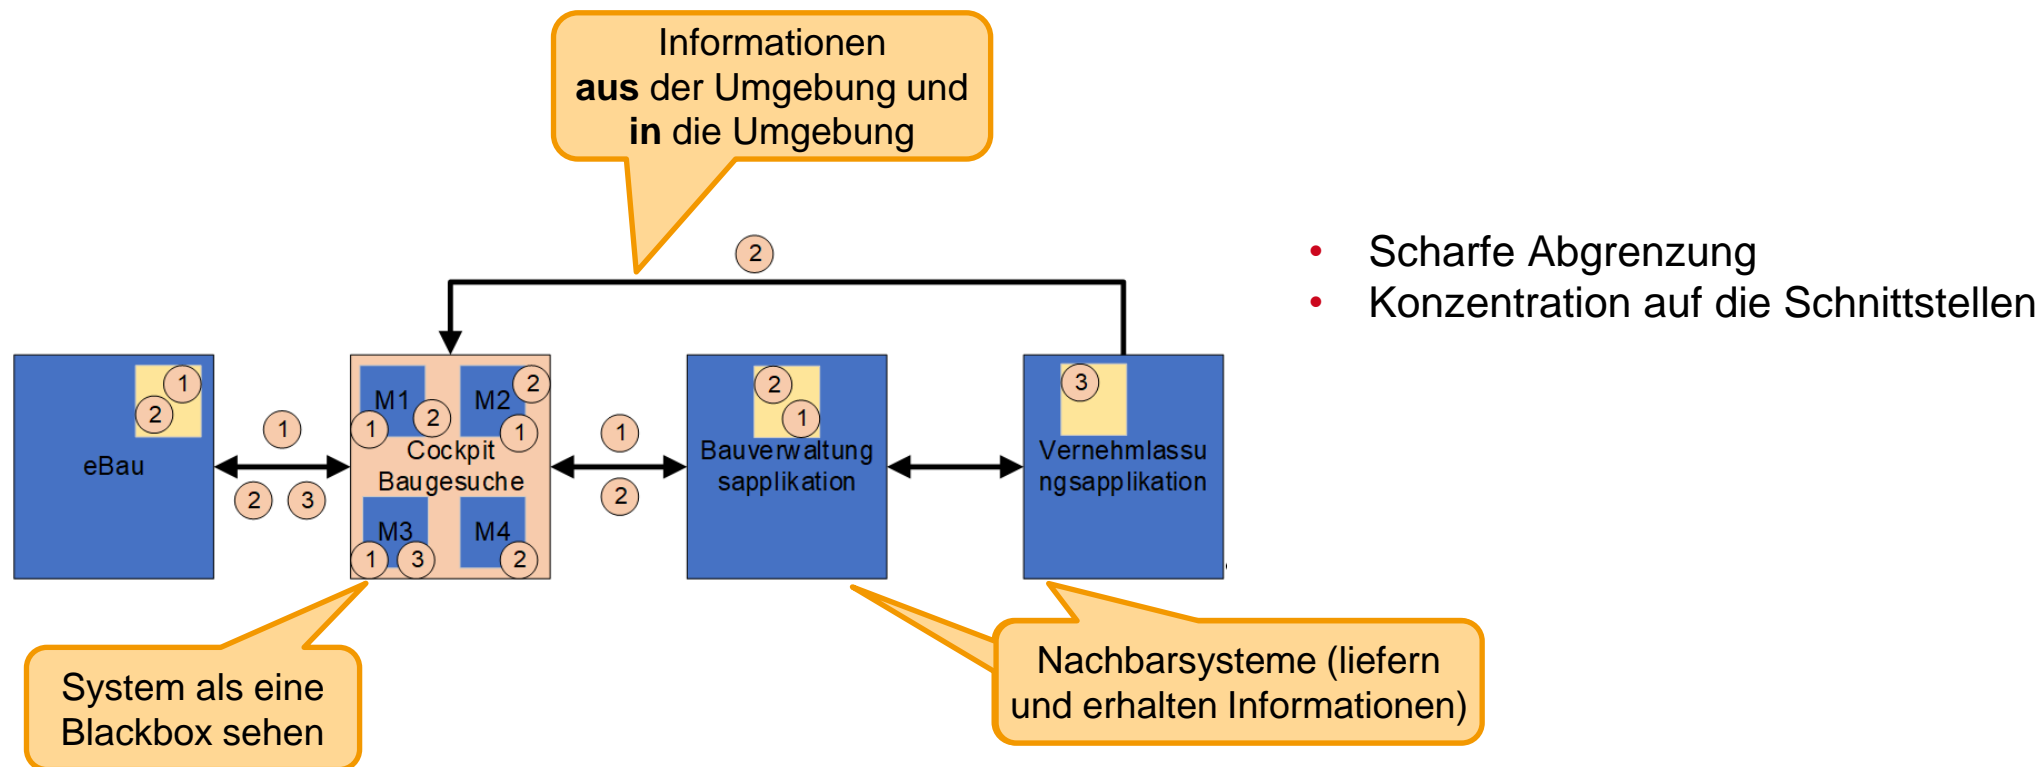 Informationen
aus der Umgebung und
in die Umgebung
2
• Scharfe Abgrenzung
• Konzentration auf die Schnittstellen
1
2
eBau
1
2 3
M1
1
2
M2
2
1
Cockpit
Baugesuche
M3
1
3
M4
2
1
2
2
1
Bauverwaltung
sapplikation
3
Vernehmlassu
ngsapplikation
System als eine
Blackbox sehen
Nachbarsysteme (liefern
und erhalten Informationen)